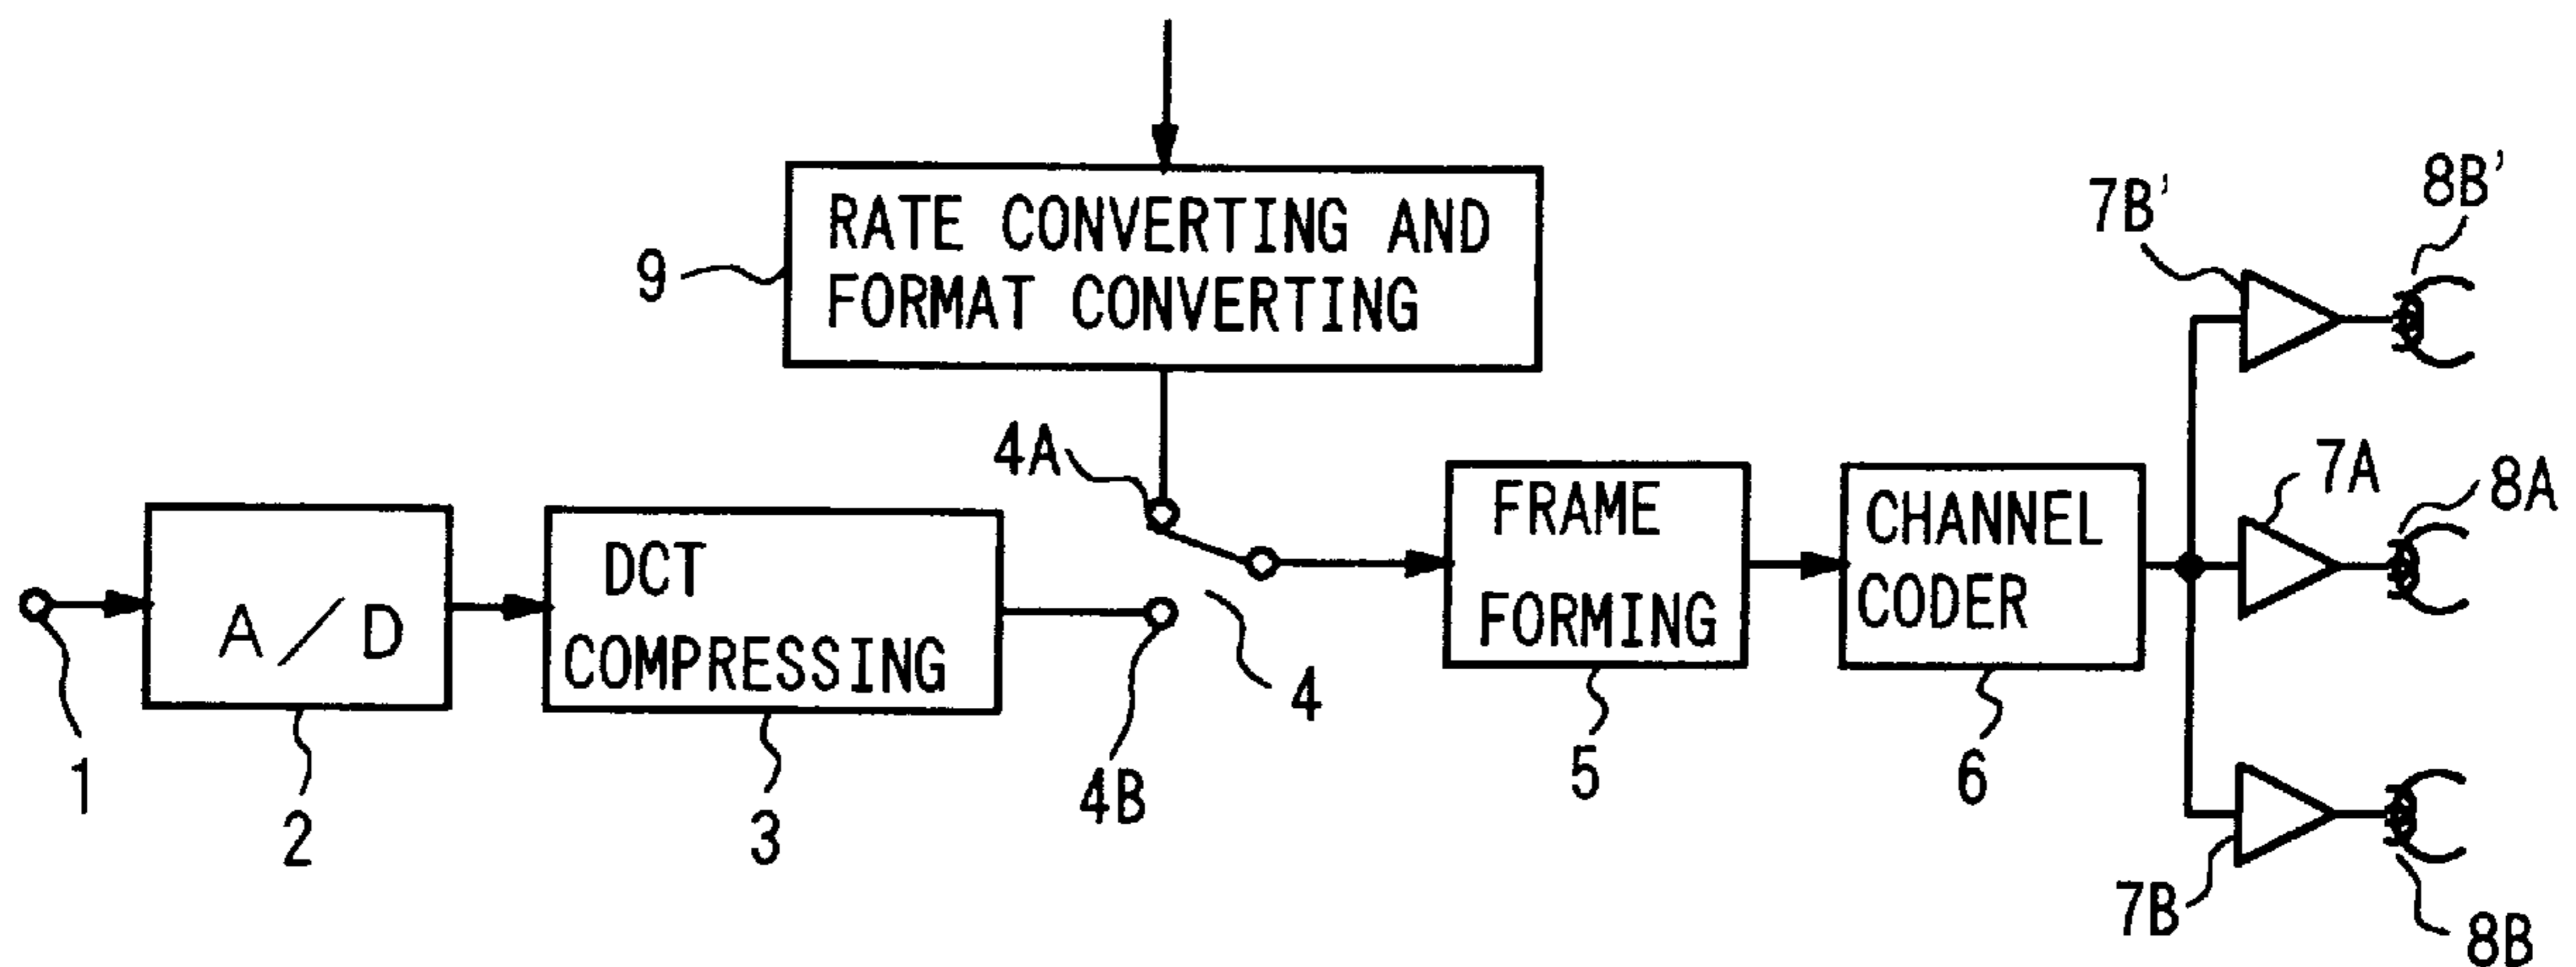 RATE CONVERTING AND
FORMAT CONVERTING
9
7B'
8B'
4A
7A
8A
A/D
DCT
COMPRESSING
FRAME
FORMING
CHANNEL
CODER
1
2
3
4B
4
5
6
7B
8B